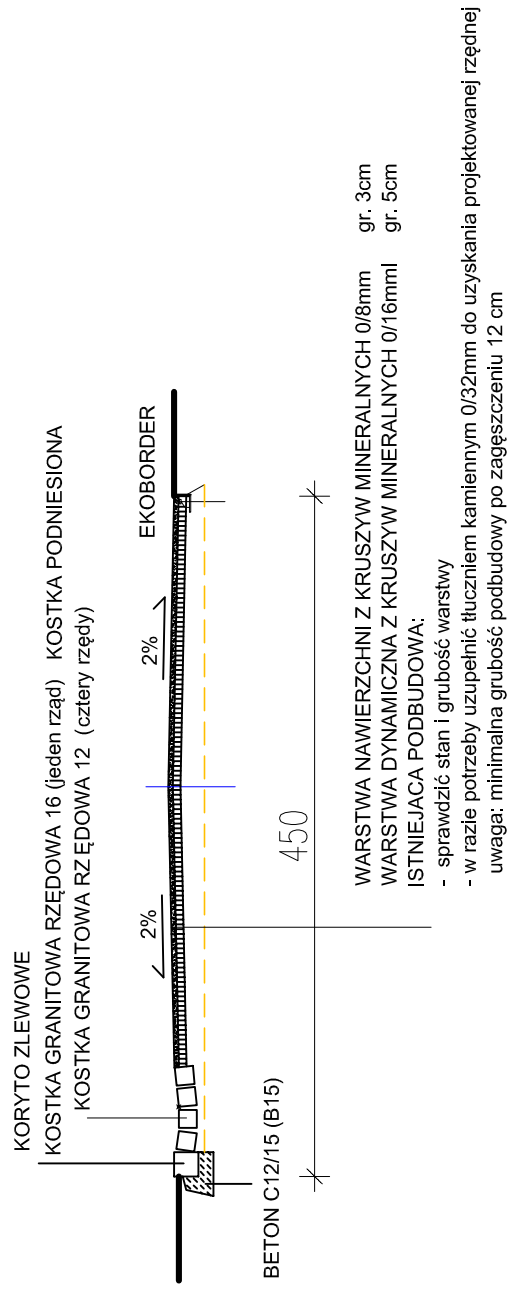 KORYTO ZLEWOWE
KOSTKA GRANITOWA RZĘDOWA 16 (jeden rząd) KOSTKA PODNIESIONA
KOSTKA GRANITOWA RZĘDOWA 12 (cztery rzędy)
EKOBORDER
2%
2%
BETON C12/15 (B15)
450
WARSTWA NAWIERZCHNI Z KRUSZYW MINERALNYCH 0/8mm gr. 3cm
WARSTWA DYNAMICZNA Z KRUSZYW MINERALNYCH 0/16mml gr. 5cm
ISTNIEJACA PODBUDOWA:
- sprawdzić stan i grubość warstwy
- w razie potrzeby uzupełnić tłuczniem kamiennym 0/32mm do uzyskania projektowanej rzędnej
uwaga: minimalna grubość podbudowy po zagęszczeniu 12 cm